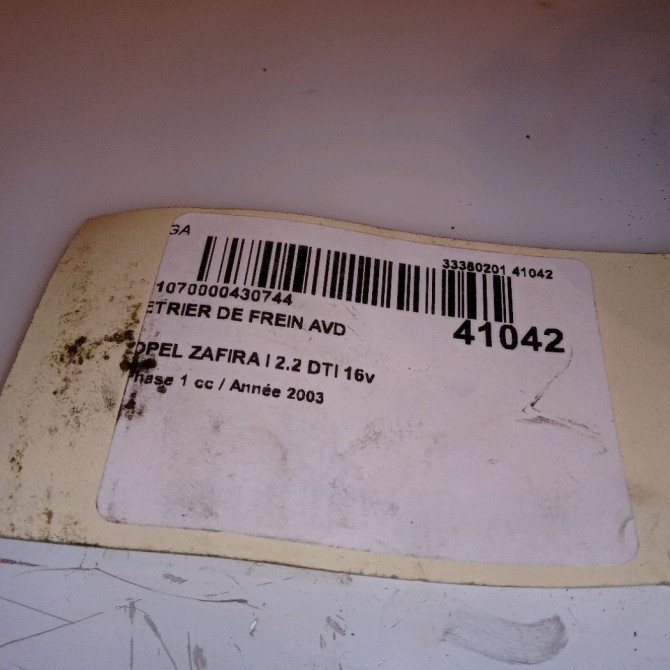 GA
33380201 41042
1070000430744
ETRIER DE FREIN AVD
41042
OPEL ZAFIRA I 2.2 DTI 16v
Phase 1 cc / Année 2003